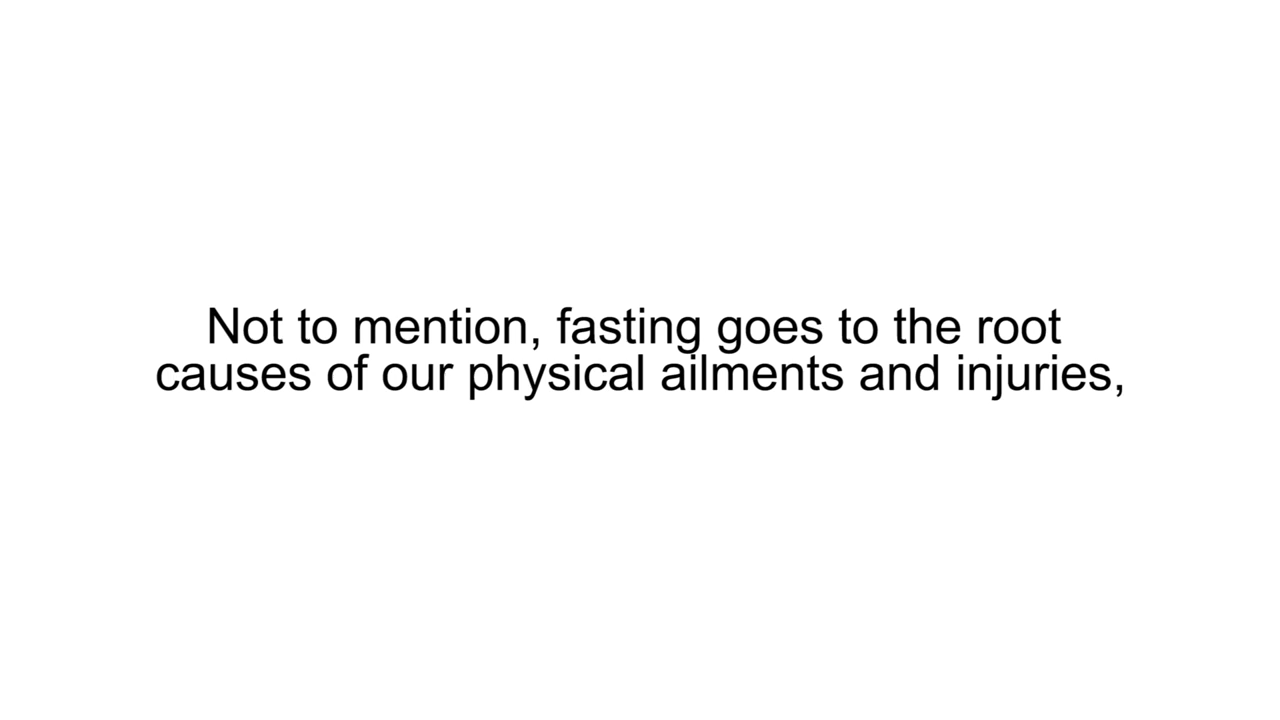 Not to mention, fasting goes to the root
causes of our physical ailments and injuries,